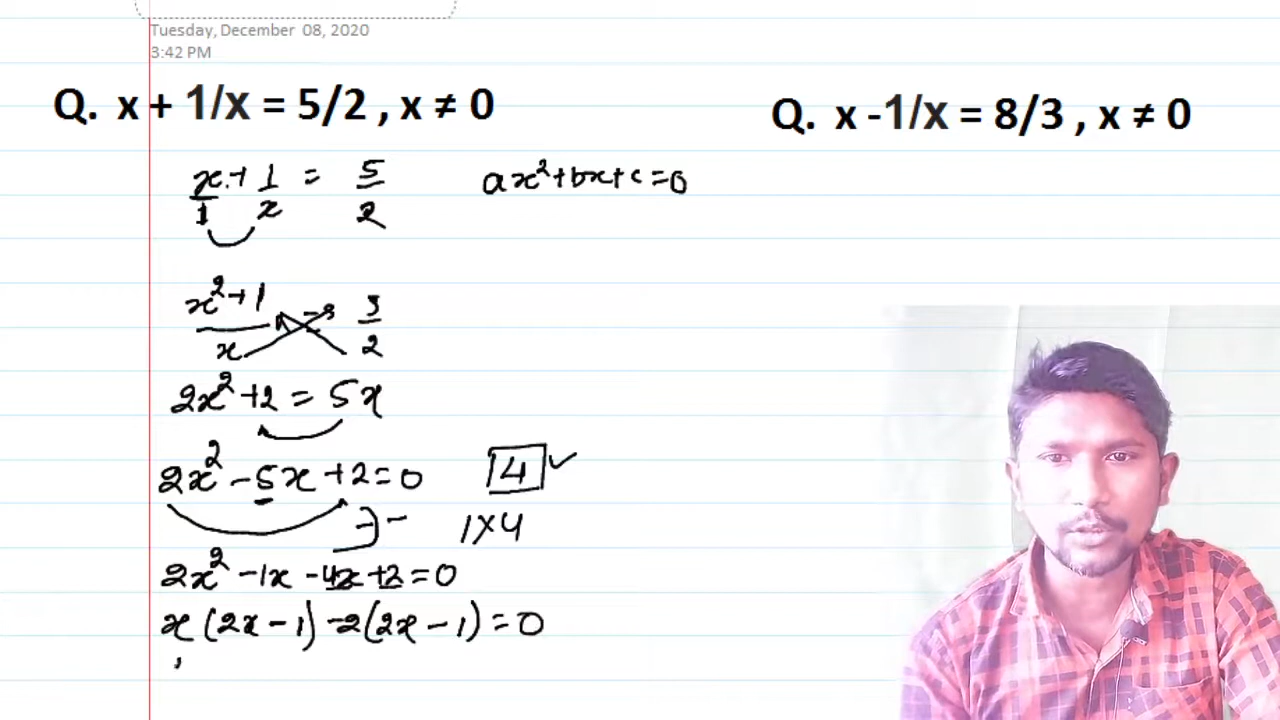 Tuesday, December 08, 2020
3:42 PM
Q. x + 1/x = 5/2 , x ≠ 0
Q. x -1/x = 8/3 , x ≠ 0
x/1 + 1/x = 5/2
ax²+bx+c=0
x²+1/x = 5/2
2x²+2 = 5x
2x² - 5x + 2 = 0
4 ✓
1x4
2x² - 1x - 4x + 2 = 0
x(2x - 1) - 2(2x - 1) = 0